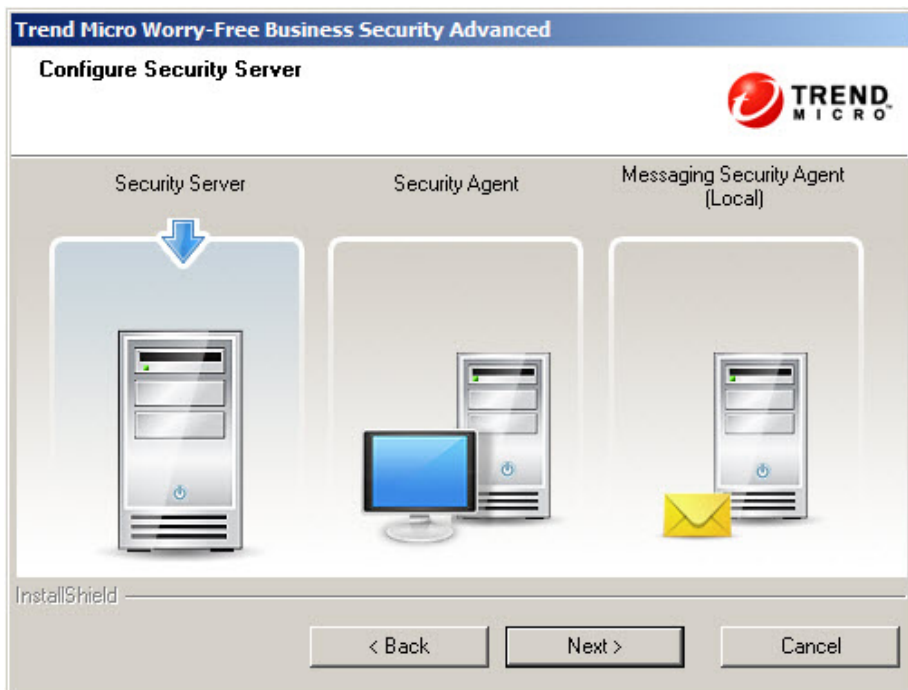 Trend Micro Worry-Free Business Security Advanced
Configure Security Server
TREND
MICRO
Security Server
Security Agent
Messaging Security Agent
(Local)
InstallShield
< Back
Next >
Cancel